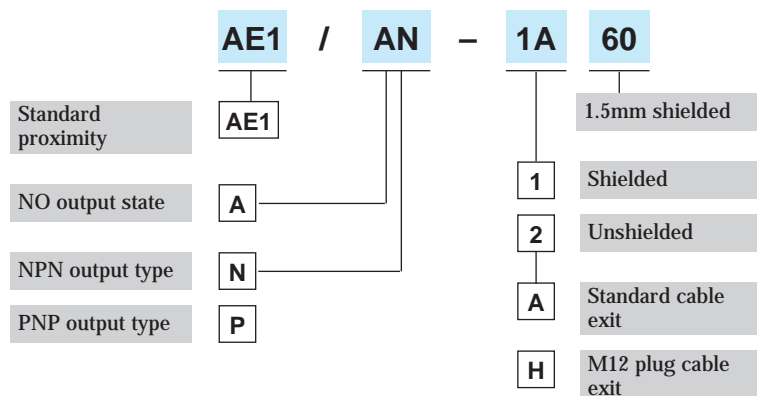 AE1 / AN – 1A 60
Standard
proximity
AE1
1.5mm shielded
NO output state
A
1
Shielded
2
Unshielded
NPN output type
N
A
Standard cable
exit
PNP output type
P
H
M12 plug cable
exit